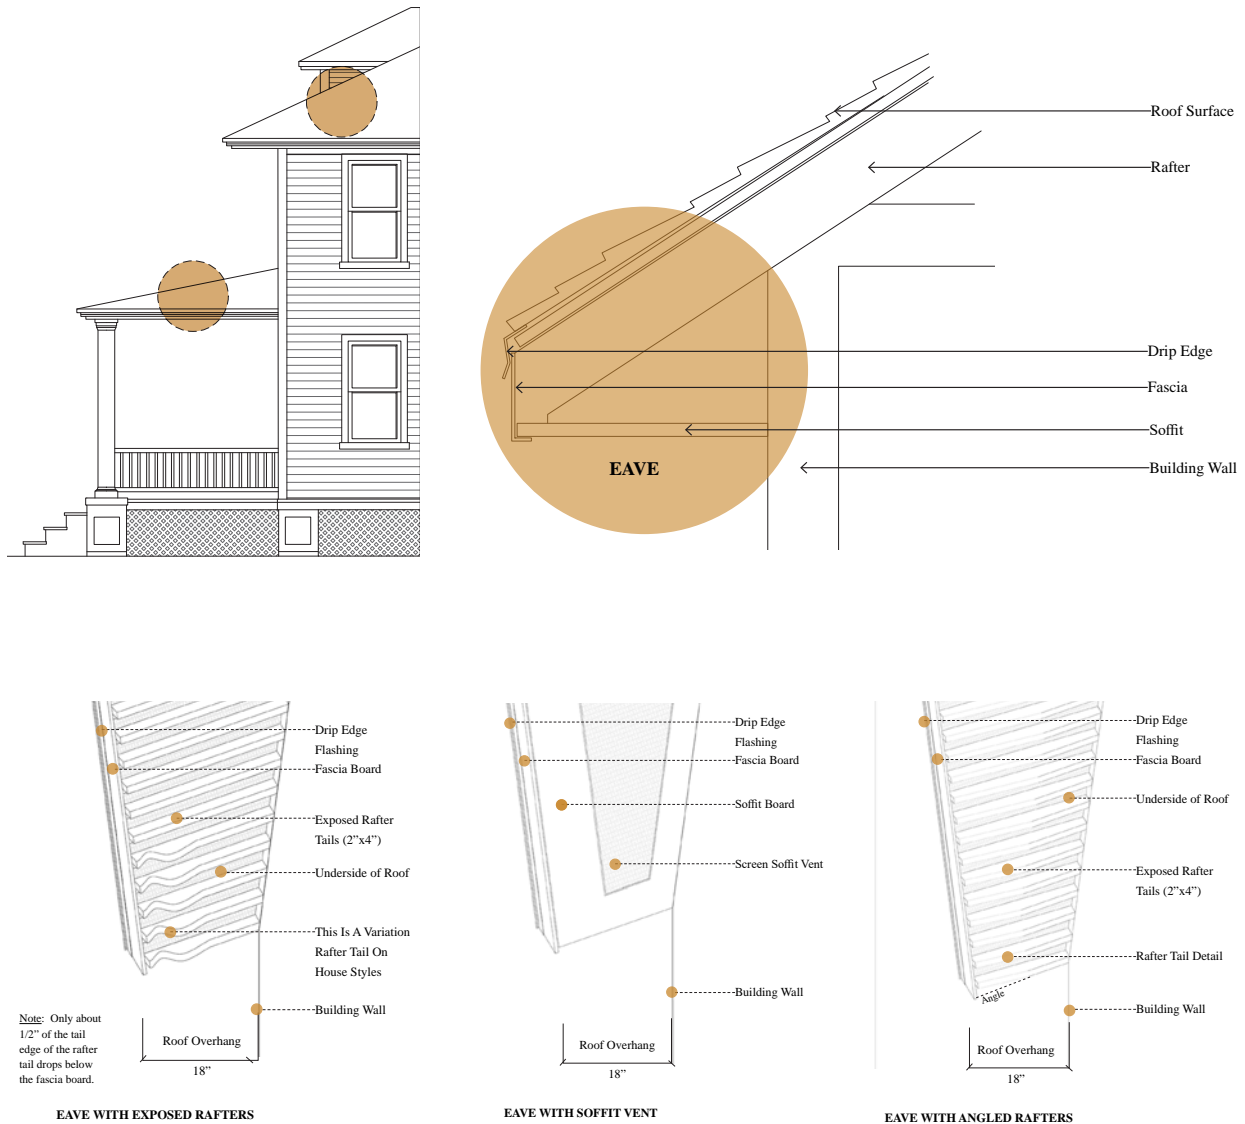 Roof Surface
Rafter
Drip Edge
Fascia
Soffit
Building Wall
EAVE
Drip Edge
Flashing
Fascia Board
Exposed Rafter
Tails (2”x4”)
Underside of Roof
This Is A Variation
Rafter Tail On
House Styles
Building Wall
Note: Only about
1/2” of the tail
edge of the rafter
tail drops below
the fascia board.
Roof Overhang
18”
EAVE WITH EXPOSED RAFTERS
Drip Edge
Flashing
Fascia Board
Soffit Board
Screen Soffit Vent
Building Wall
Roof Overhang
18”
EAVE WITH SOFFIT VENT
Drip Edge
Flashing
Fascia Board
Underside of Roof
Exposed Rafter
Tails (2”x4”)
Rafter Tail Detail
Angle
Building Wall
Roof Overhang
18”
EAVE WITH ANGLED RAFTERS